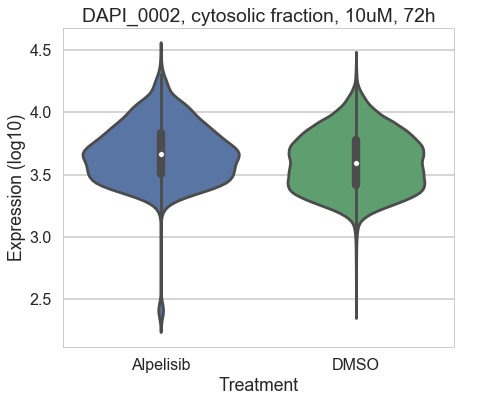 DAPI_0002, cytosolic fraction, 10uM, 72h
Expression (log10)
4.5
4.0
3.5
3.0
2.5
Alpelisib DMSO
Treatment